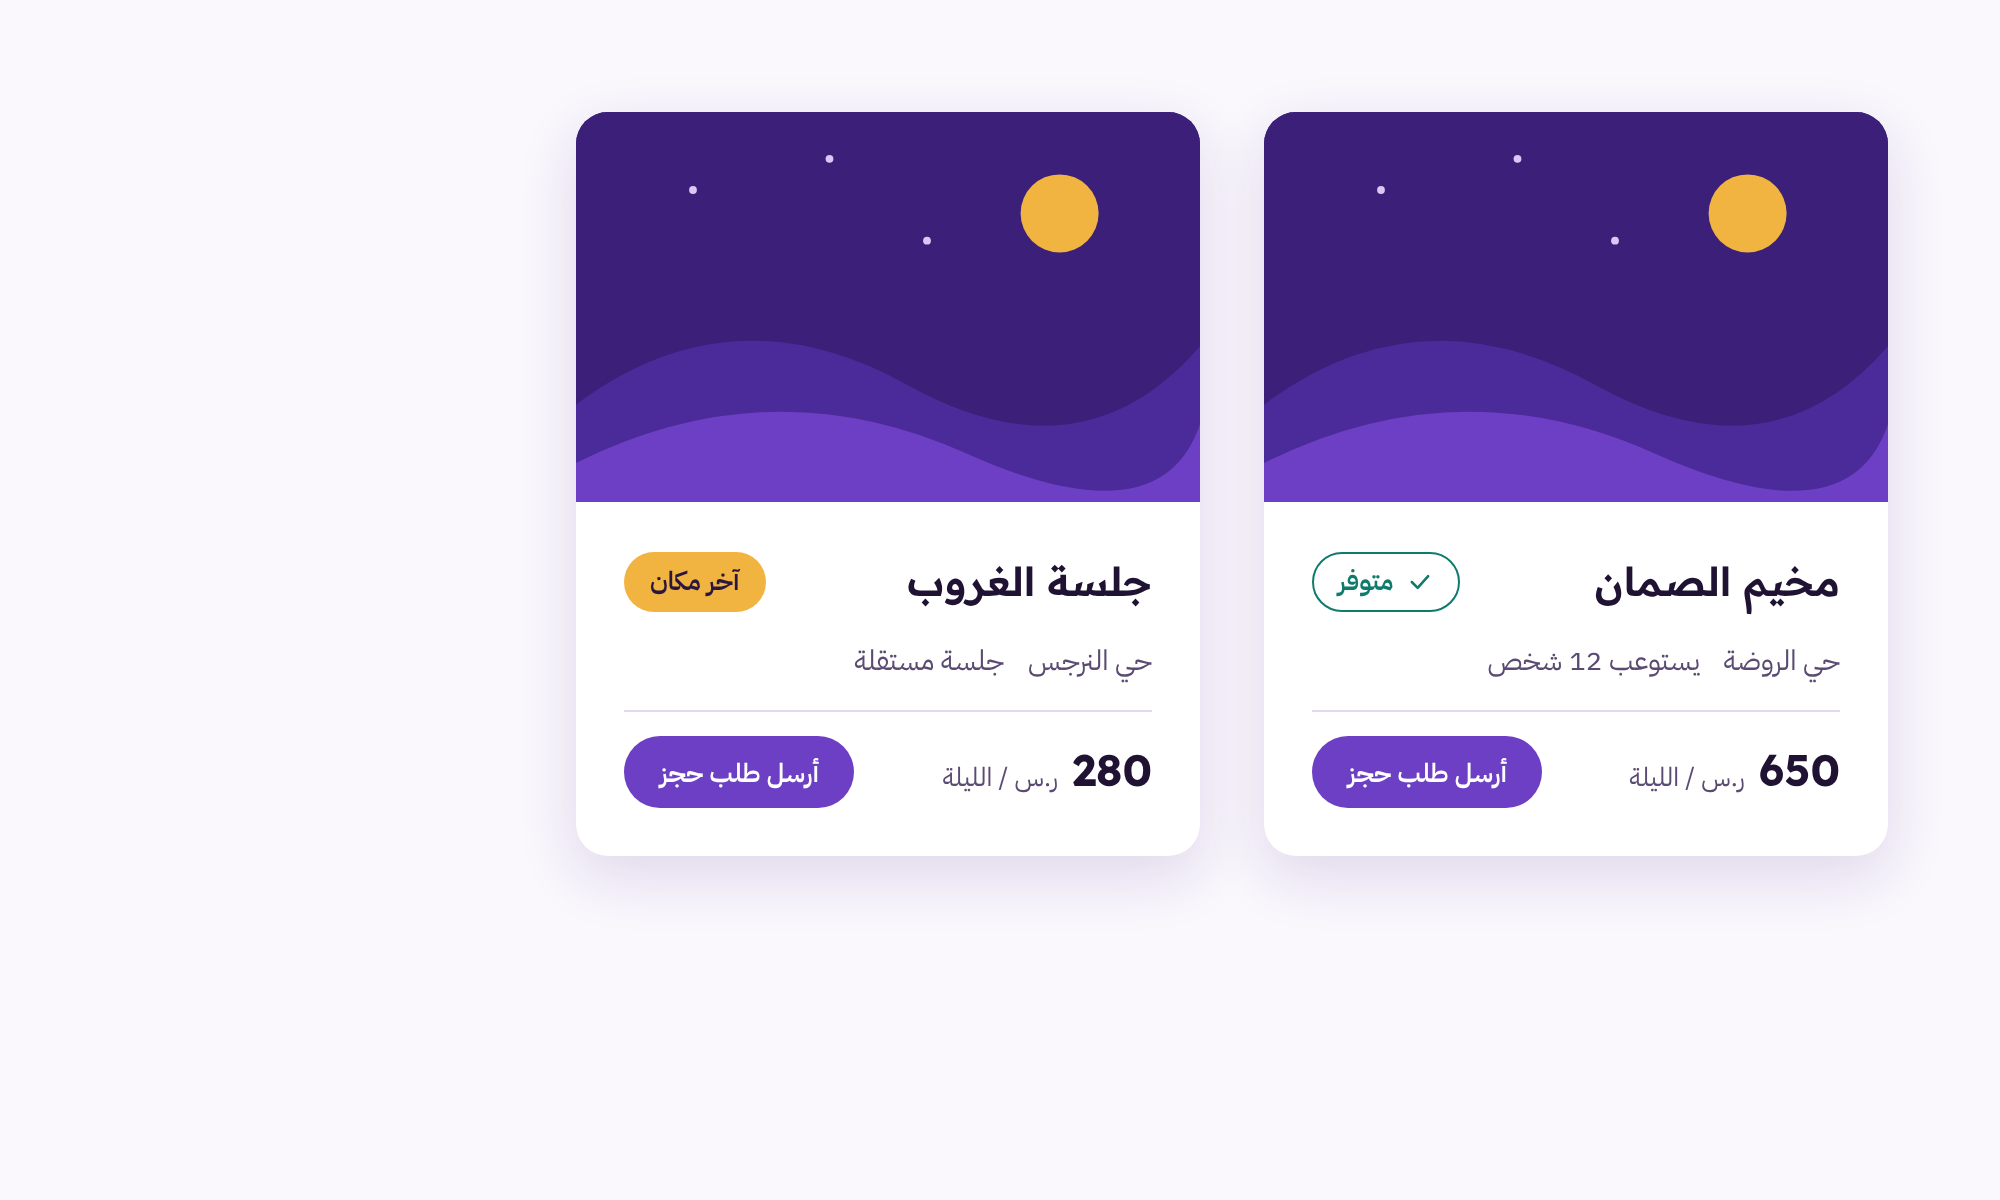 مخيم الصمان
متوفر
حي الروضة يستوعب 12 شخص
650 ر.س / الليلة
أرسل طلب حجز
جلسة الغروب
آخر مكان
حي النرجس جلسة مستقلة
280 ر.س / الليلة
أرسل طلب حجز